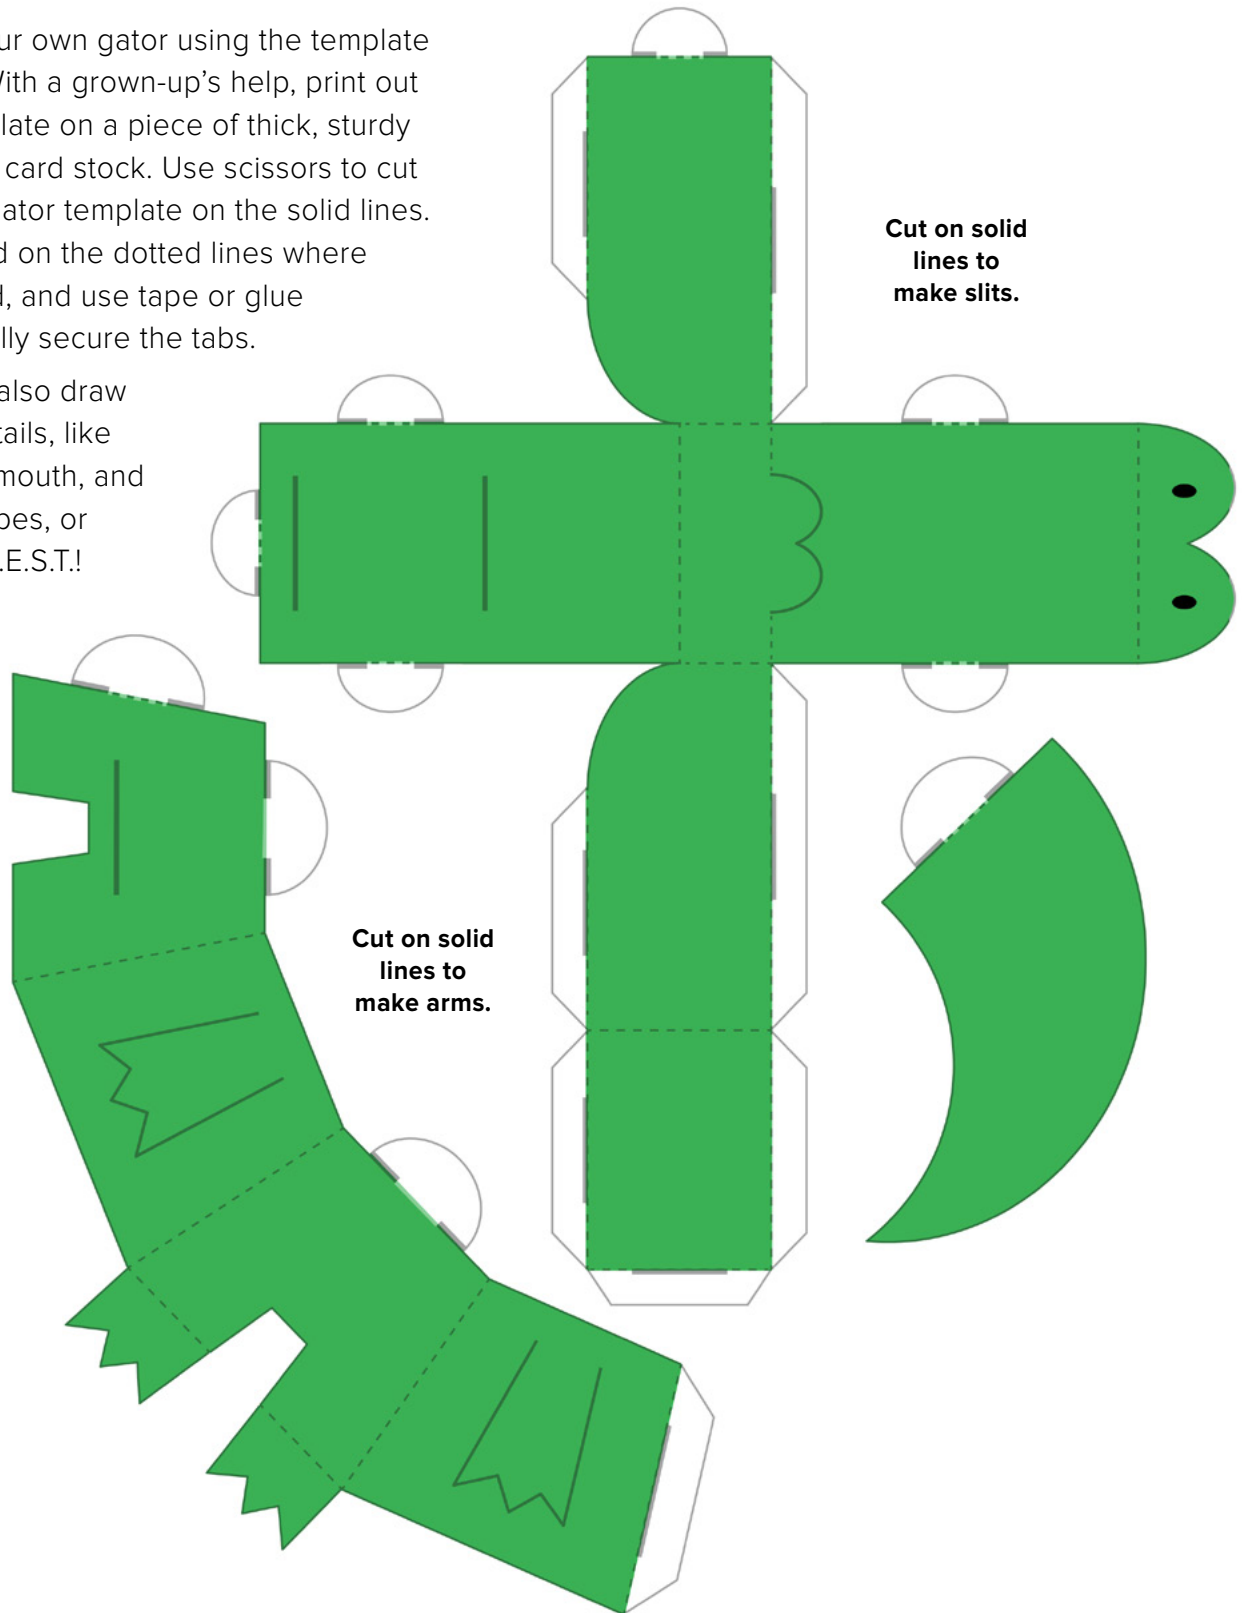 ur own gator using the template
With a grown-up's help, print out
late on a piece of thick, sturdy
card stock. Use scissors to cut
ator template on the solid lines.
d on the dotted lines where
d, and use tape or glue
lly secure the tabs.
also draw
tails, like
mouth, and
pes, or
.E.S.T.!
Cut on solid
lines to
make slits.
Cut on solid
lines to
make arms.